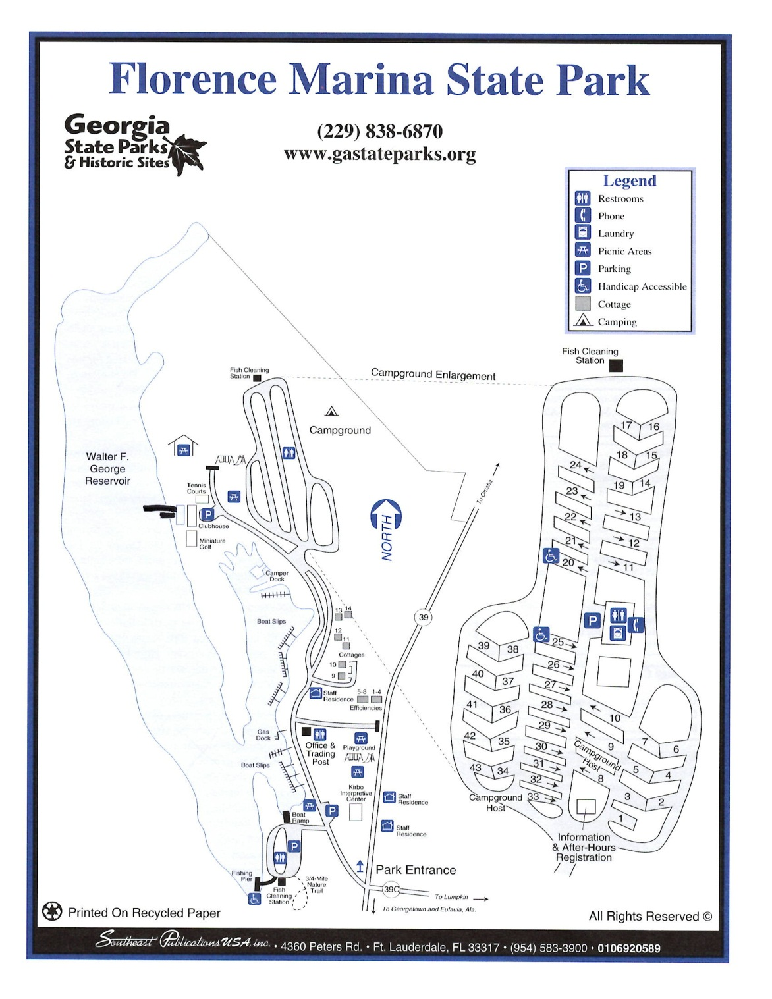 Florence Marina State Park
Georgia
State Parks
& Historic Sites
(229) 838-6870
www.gastateparks.org
Legend
Restrooms
Phone
Laundry
Picnic Areas
P
Parking
Handicap Accessible
Cottage
Camping
Fish Cleaning
Station
Fish Cleaning
Station
Campground Enlargement
Campground
Walter F.
George
Reservoir
Tennis
Courts
P
Clubhouse
Miniature
Golf
NORTH
To Omaha
39
Camper
Dock
Boat Slips
13 14
12
11
Cottages
10
9
Staff
Residence
5-8 1-4
Efficiencies
Gas
Dock
Office &
Trading
Post
Playground
Boat Slips
Kirbo
Interpretive
Center
Staff
Residence
Staff
Residence
Boat
Ramp
P
P
Park Entrance
Fishing
Pier
Fish
Cleaning
Station
3/4-Mile
Nature
Trail
39C
To Lumpkin
To Georgetown and Eufaula, Ala.
17 16
18 15
24
19 14
23
22
13
21
12
20
11
P
39 38
25
40 37
26
27
41 36
28
10
29
42 35
30
9
7 6
Campground
Host
31
43 34
32
8
5 4
Campground
Host
33
3 2
1
Information
& After-Hours
Registration
Printed On Recycled Paper
All Rights Reserved ©
Southeast Publications USA, inc. • 4360 Peters Rd. • Ft. Lauderdale, FL 33317 • (954) 583-3900 • 0106920589